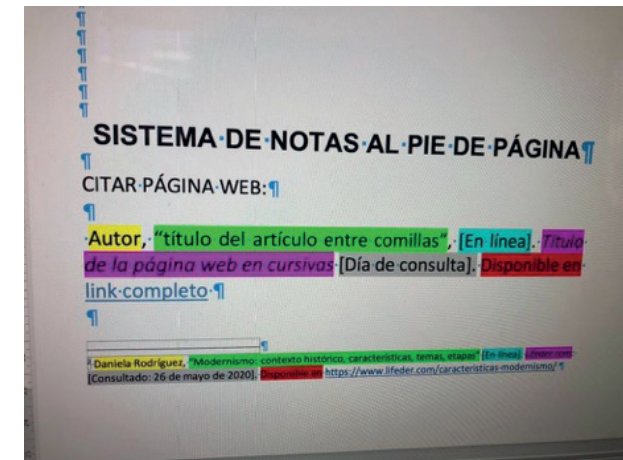 SISTEMA DE NOTAS AL PIE DE PÁGINA
CITAR PÁGINA WEB:
Autor, "título del artículo entre comillas", [En línea]. Título
de la página web en cursivas [Día de consulta]. Disponible en
link completo
Daniela Rodríguez, "Modernismo: contexto histórico, características, temas, etapas" [En línea]. Lifeder.com
[Consultado: 26 de mayo de 2020]. Disponible en https://www.lifeder.com/caracteristicas-modernismo/